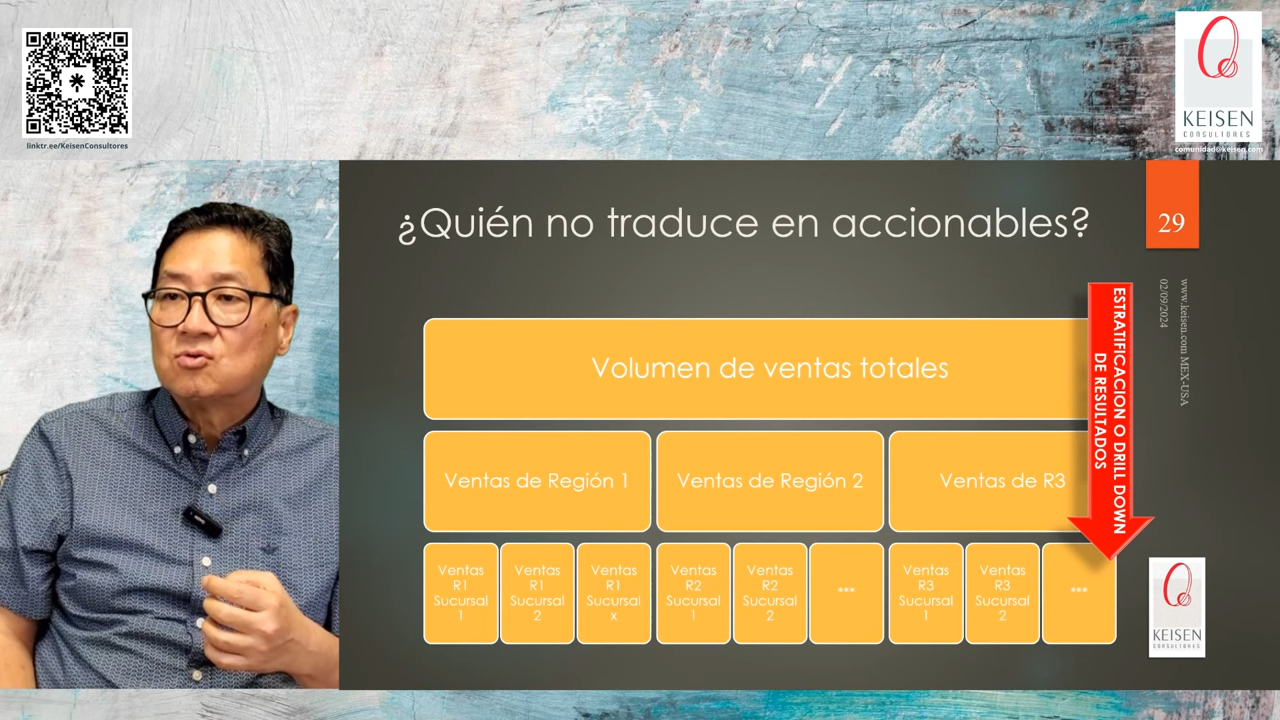 linktr.ee/KeisenConsultores
KEISEN
CONSULTORES
comunidad@keisen.com
¿Quién no traduce en accionables?
29
02/09/2024
www.keisen.com MEX-USA
ESTRATIFICACION O DRILL DOWN
DE RESULTADOS
Volumen de ventas totales
Ventas de Región 1
Ventas de Región 2
Ventas de R3
Ventas
R1
Sucursal
1
Ventas
R1
Sucursal
2
Ventas
R1
Sucursal
x
Ventas
R2
Sucursal
1
Ventas
R2
Sucursal
2
...
Ventas
R3
Sucursal
1
Ventas
R3
Sucursal
2
...
KEISEN
CONSULTORES